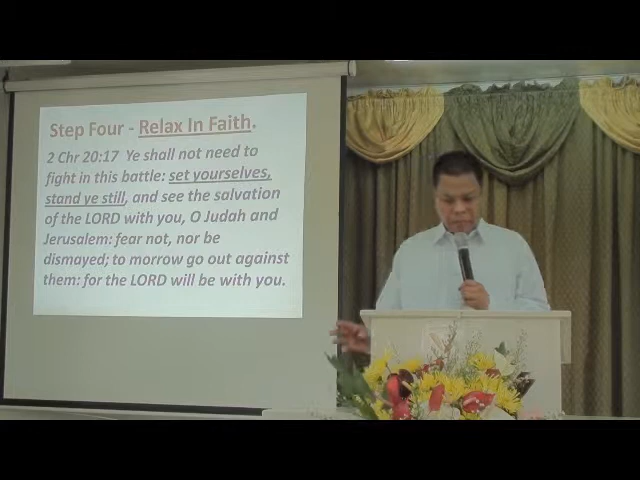 Step Four - Relax In Faith.
2 Chr 20:17 Ye shall not need to
fight in this battle: set yourselves,
stand ye still, and see the salvation
of the LORD with you, O Judah and
Jerusalem: fear not, nor be
dismayed; to morrow go out against
them: for the LORD will be with you.